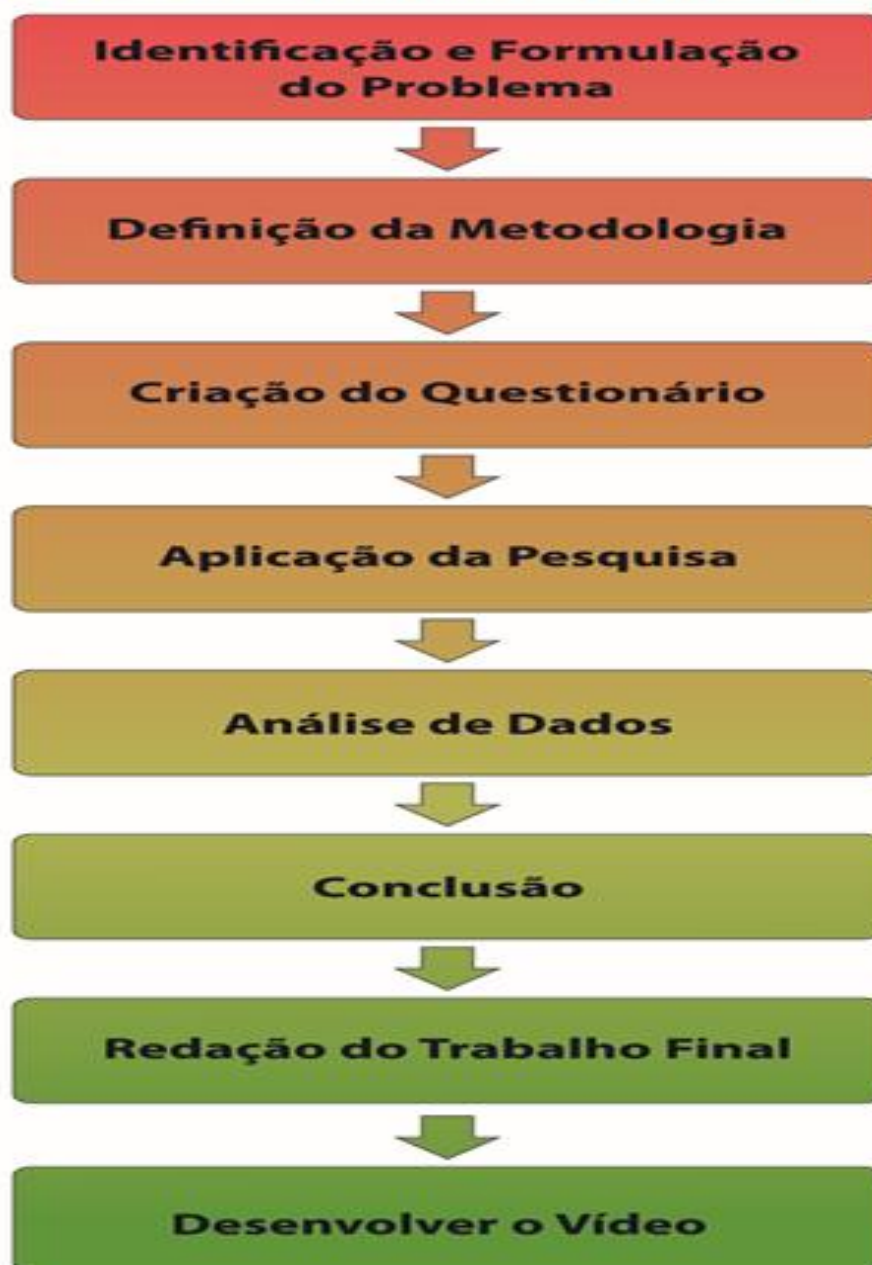 Identificação e Formulação
do Problema
Definição da Metodologia
Criação do Questionário
Aplicação da Pesquisa
Análise de Dados
Conclusão
Redação do Trabalho Final
Desenvolver o Vídeo